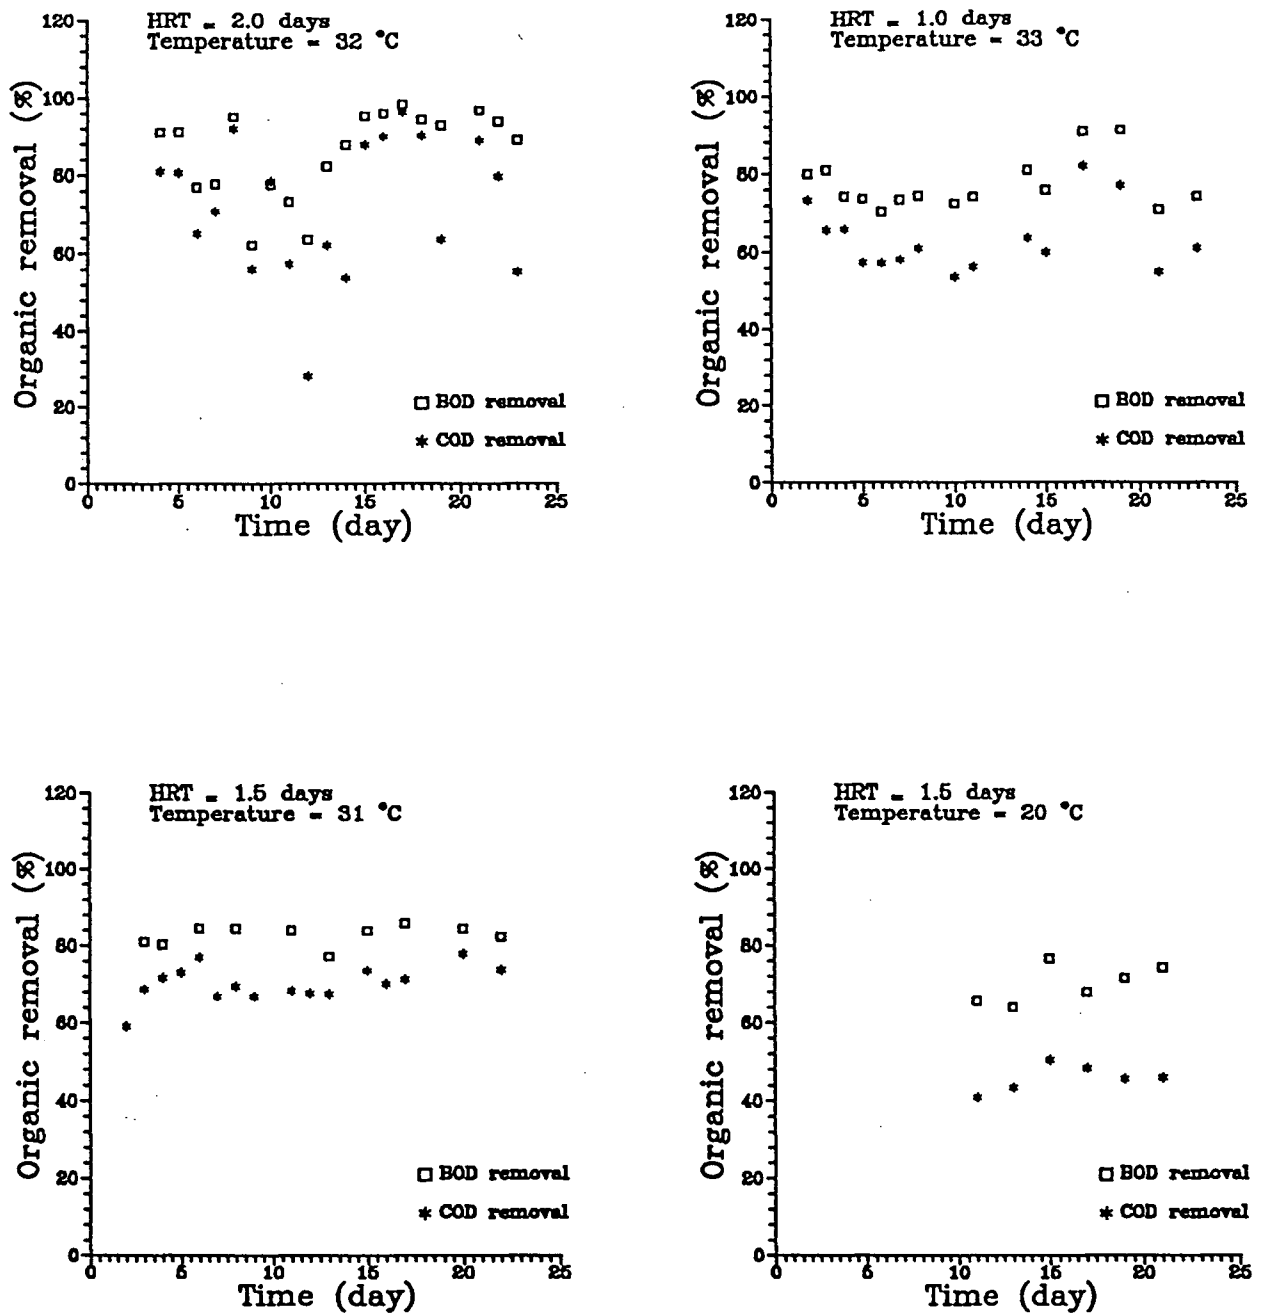 HRT = 2.0 days
Temperature = 32 °C
Organic removal (%)
120
100
80
60
40
20
0
BOD removal
COD removal
0 5 10 15 20 25
Time (day)
HRT = 1.0 days
Temperature = 33 °C
Organic removal (%)
120
100
80
60
40
20
0
BOD removal
COD removal
0 5 10 15 20 25
Time (day)
HRT = 1.5 days
Temperature = 31 °C
Organic removal (%)
120
100
80
60
40
20
0
BOD removal
COD removal
0 5 10 15 20 25
Time (day)
HRT = 1.5 days
Temperature = 20 °C
Organic removal (%)
120
100
80
60
40
20
0
BOD removal
COD removal
0 5 10 15 20 25
Time (day)